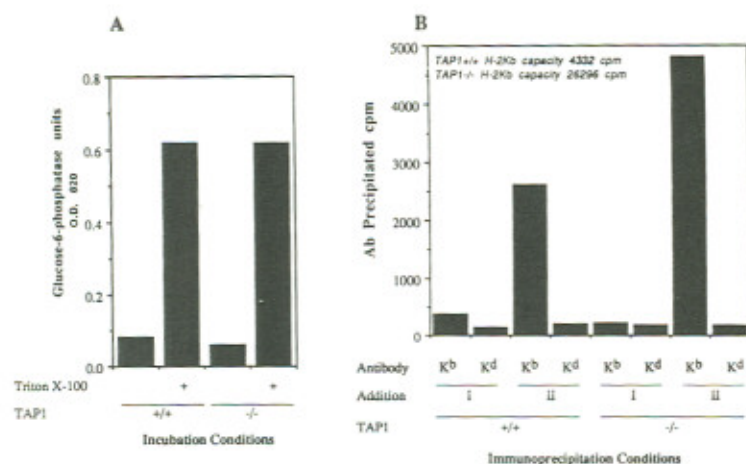 A
Glucose-6-phosphatase units
O.D. 620
0.8
0.6
0.4
0.2
0.0
Triton X-100 + +
TAP1 +/+ -/-
Incubation Conditions
B
Ab Precipitated cpm
5000
4000
3000
2000
1000
0
TAP1+/+ H-2Kb capacity 4332 cpm
TAP1-/- H-2Kb capacity 26296 cpm
Antibody Kb Kd Kb Kd Kb Kd Kb Kd
Addition i ii i ii
TAP1 +/+ -/-
Immunoprecipitation Conditions